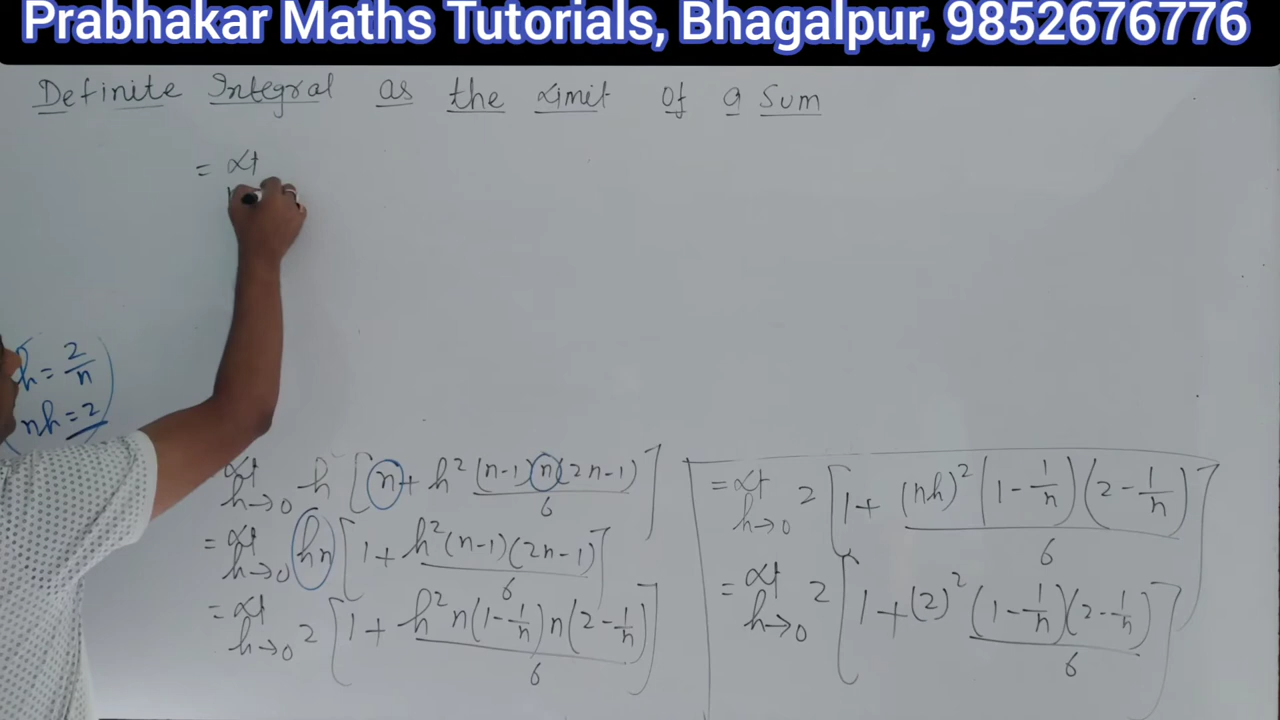 Prabhakar Maths Tutorials, Bhagalpur, 9852676776
Definite Integral as the Limit of a Sum
= Lt
h = 2/n
nh = 2
Lt h→0 h [n + h² (n-1)n(2n-1)/6]
= Lt h→0 hn [1 + h²(n-1)(2n-1)/6]
= Lt h→0 2 [1 + h² n(1-1/n)n(2-1/n)/6]
= Lt h→0 2 [1 + (nh)² (1-1/n)(2-1/n)/6]
= Lt h→0 2 [1 + (2)² (1-1/n)(2-1/n)/6]